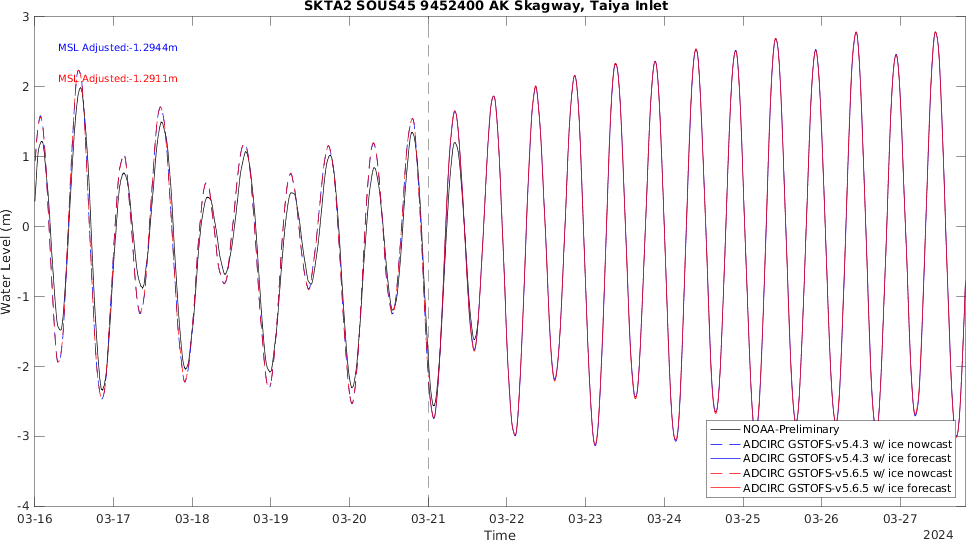 SKTA2 SOUS45 9452400 AK Skagway, Taiya Inlet
MSL Adjusted:-1.2944m
MSL Adjusted:-1.2911m
3
2
1
0
-1
-2
-3
-4
Water Level (m)
NOAA-Preliminary
ADCIRC GSTOFS-v5.4.3 w/ ice nowcast
ADCIRC GSTOFS-v5.4.3 w/ ice forecast
ADCIRC GSTOFS-v5.6.5 w/ ice nowcast
ADCIRC GSTOFS-v5.6.5 w/ ice forecast
03-16 03-17 03-18 03-19 03-20 03-21 03-22 03-23 03-24 03-25 03-26 03-27
Time
2024